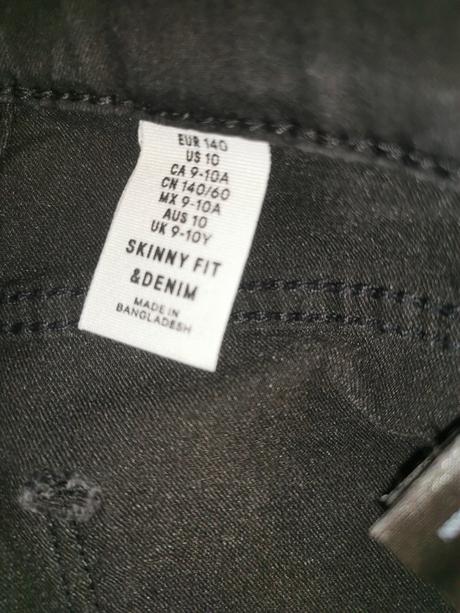 EUR 140
US 10
CA 9-10A
CN 140/60
MX 9-10A
AUS 10
UK 9-10Y
SKINNY FIT
&DENIM
MADE IN
BANGLADESH